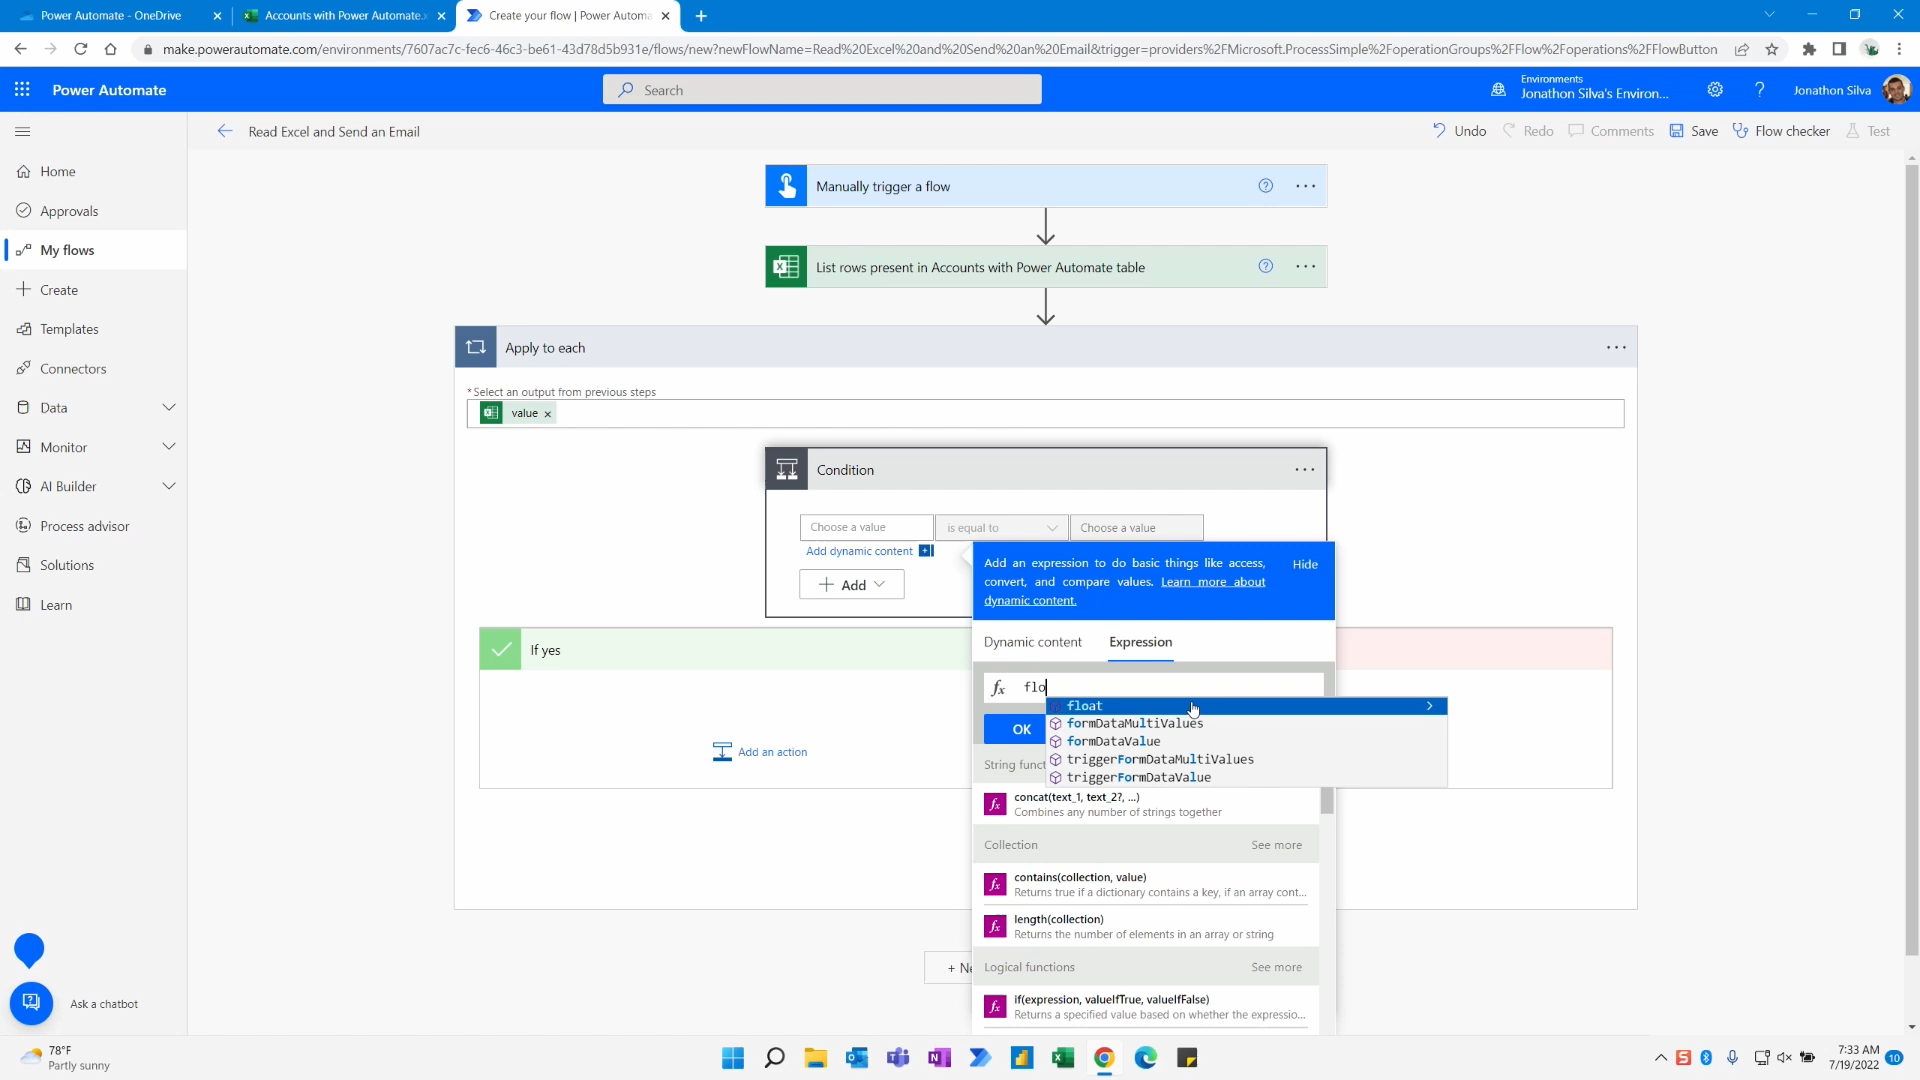 Power Automate - OneDrive
Accounts with Power Automate.x
Create your flow | Power Automa
make.powerautomate.com/environments/7607ac7c-fec6-46c3-be61-43d78d5b931e/flows/new?newFlowName=Read%20Excel%20and%20Send%20an%20Email&trigger=providers%2FMicrosoft.ProcessSimple%2FoperationGroups%2FFlow%2Foperations%2FFlowButton
Power Automate
Search
Environments
Jonathon Silva's Environ...
?
Jonathon Silva
Read Excel and Send an Email
Undo
Redo
Comments
Save
Flow checker
Test
Home
Approvals
My flows
Create
Templates
Connectors
Data
Monitor
AI Builder
Process advisor
Solutions
Learn
Ask a chatbot
Manually trigger a flow
List rows present in Accounts with Power Automate table
Apply to each
* Select an output from previous steps
value ×
Condition
Choose a value
is equal to
Choose a value
Add dynamic content
+ Add
If yes
Add an action
+ Ne
Add an expression to do basic things like access,
convert, and compare values. Learn more about
dynamic content.
Hide
Dynamic content
Expression
fx flo
OK
float
formDataMultiValues
formDataValue
triggerFormDataMultiValues
triggerFormDataValue
String funct
fx concat(text_1, text_2?, ...)
Combines any number of strings together
Collection
See more
fx contains(collection, value)
Returns true if a dictionary contains a key, if an array cont...
fx length(collection)
Returns the number of elements in an array or string
Logical functions
See more
fx if(expression, valueIfTrue, valueIfFalse)
Returns a specified value based on whether the expressio...
78°F
Partly sunny
7:33 AM
7/19/2022
10